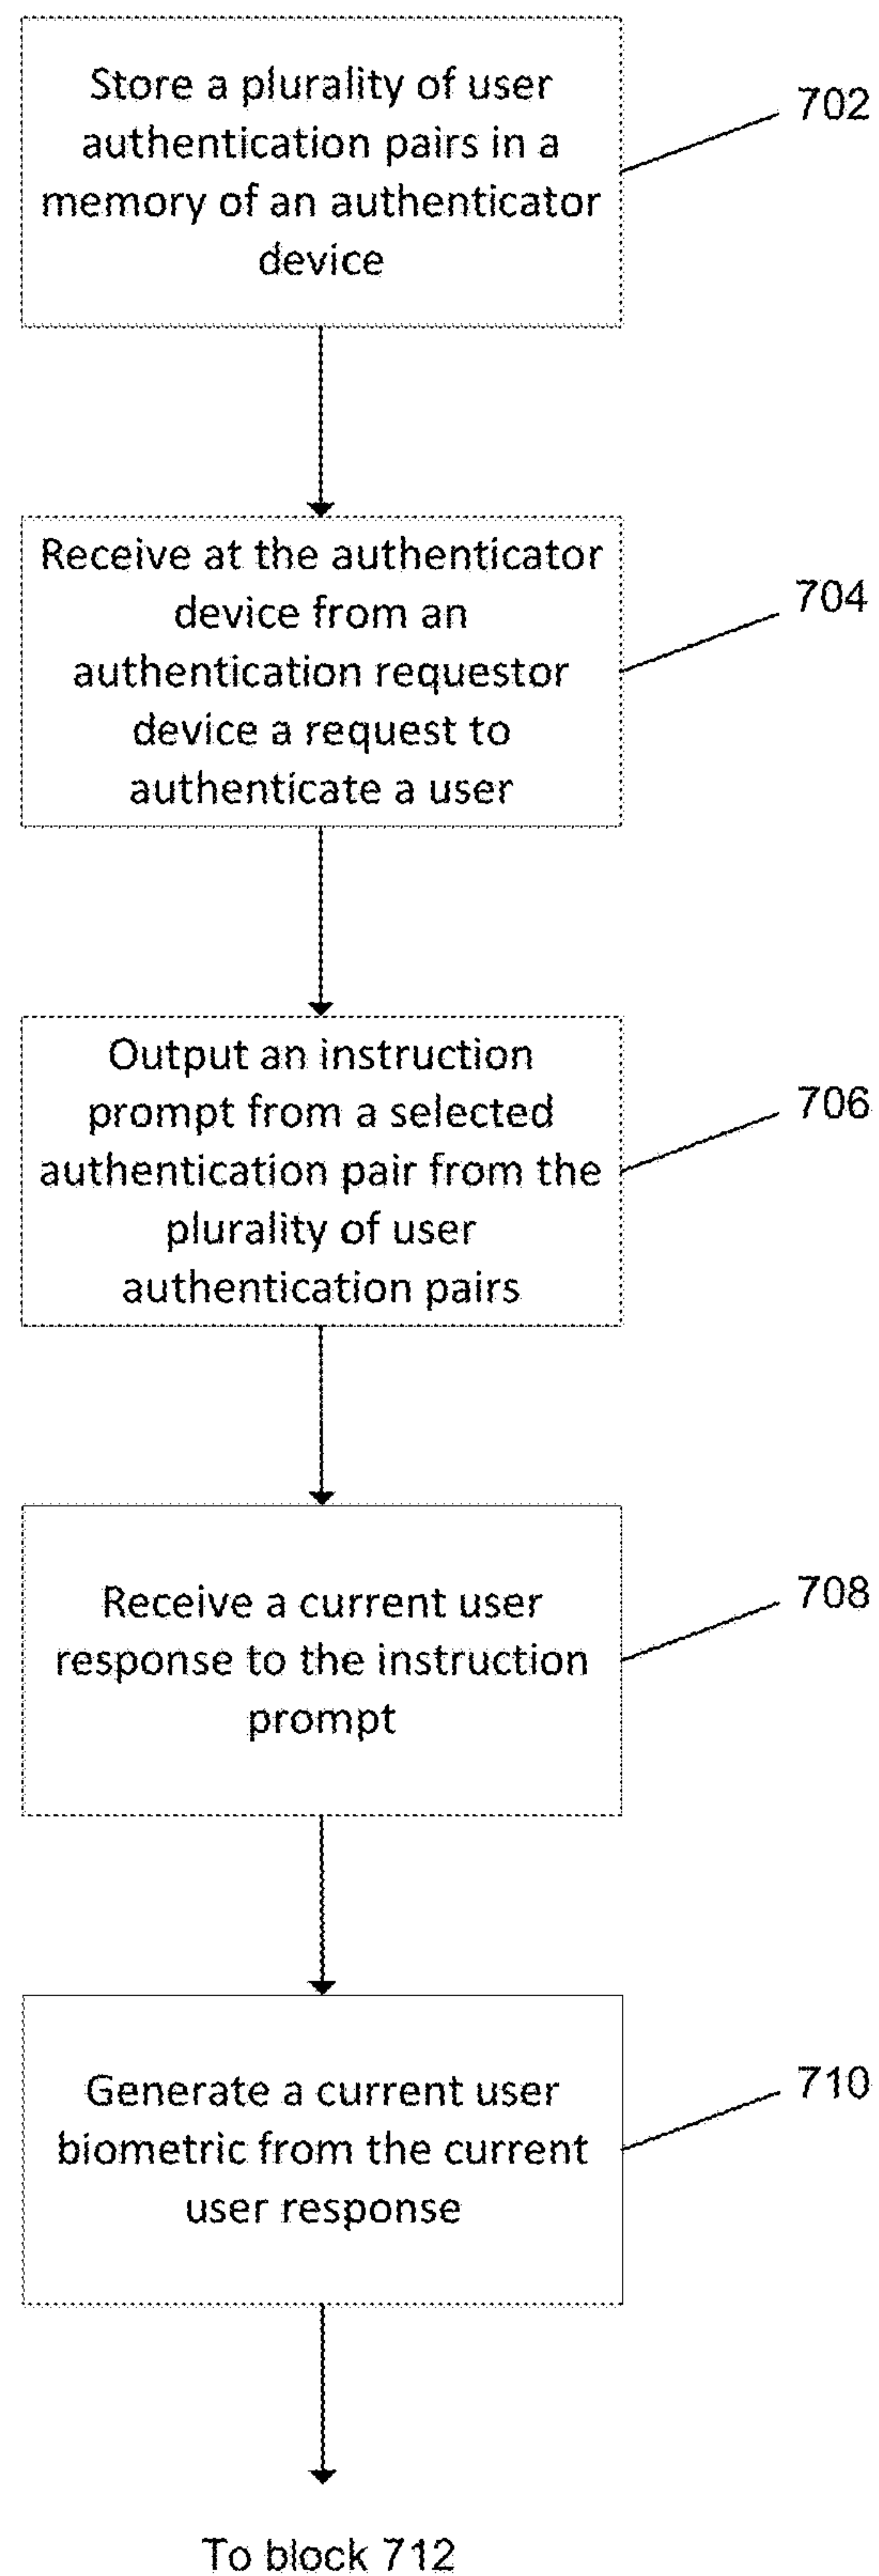 Store a plurality of user
authentication pairs in a
memory of an authenticator
device
702
Receive at the authenticator
device from an
authentication requestor
device a request to
authenticate a user
704
Output an instruction
prompt from a selected
authentication pair from the
plurality of user
authentication pairs
706
Receive a current user
response to the instruction
prompt
708
Generate a current user
biometric from the current
user response
710
To block 712